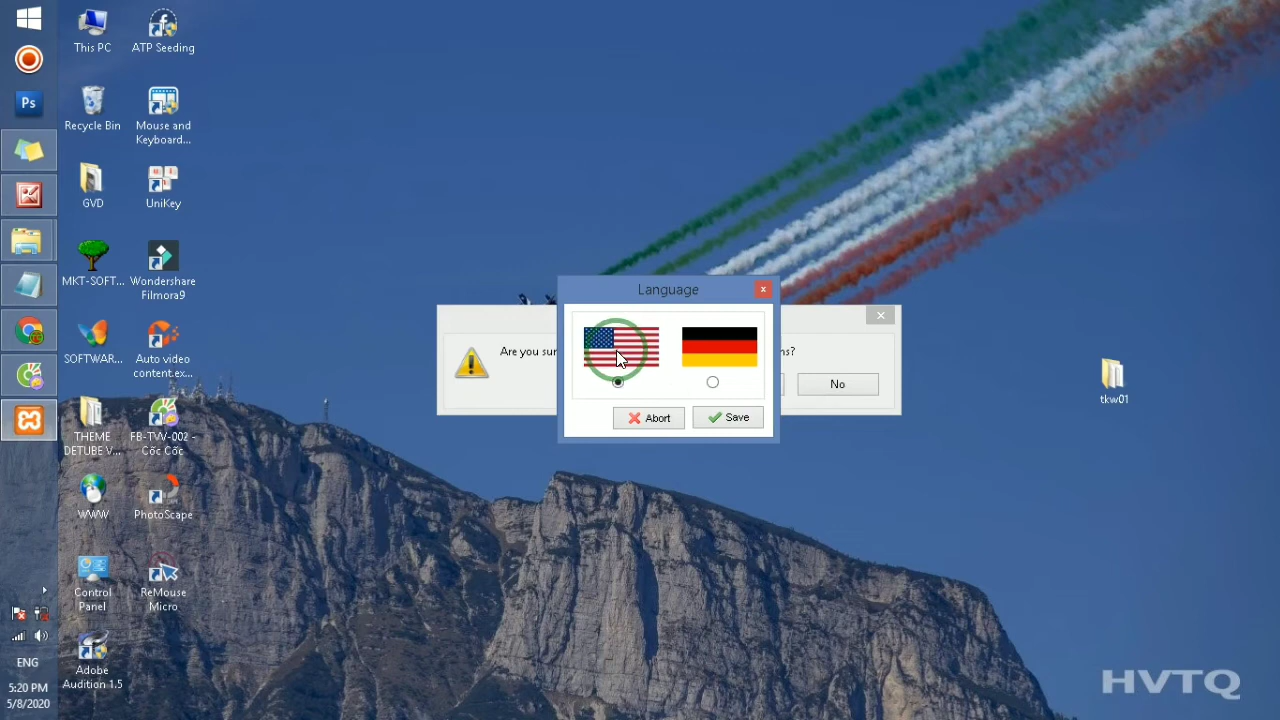 This PC
ATP Seeding
Ps
Recycle Bin
Mouse and
Keyboard...
GVD
UniKey
MKT-SOFT...
Wondershare
Filmora9
SOFTWAR...
Auto video
content.ex...
THEME
DETUBE V...
FB-TVV-002 -
Cốc Cốc
WWW
PhotoScape
Control
Panel
ReMouse
Micro
Adobe
Audition 1.5
ENG
5:20 PM
5/8/2020
Language
Are you sur
?
No
Abort
Save
tkw01
HVTQ